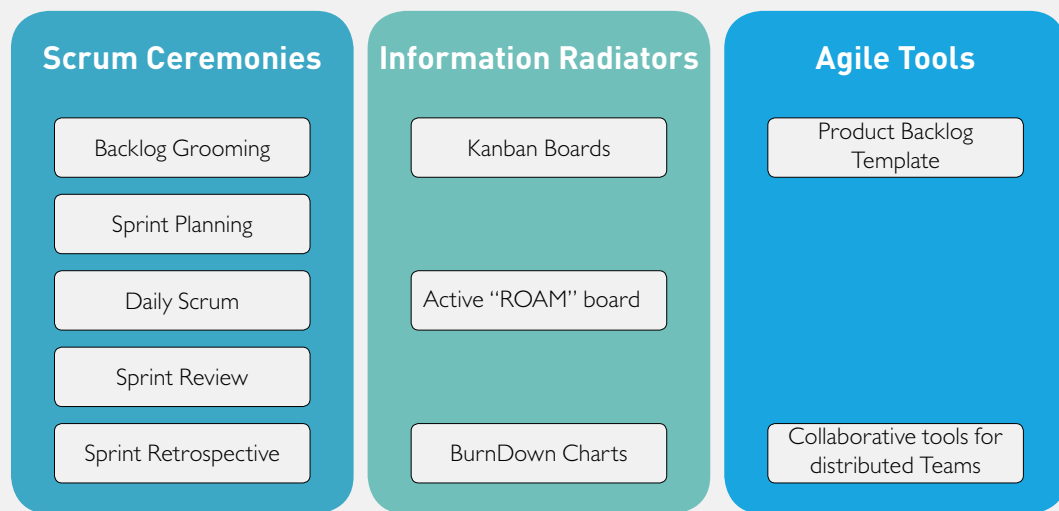 Scrum Ceremonies
Backlog Grooming
Sprint Planning
Daily Scrum
Sprint Review
Sprint Retrospective
Information Radiators
Kanban Boards
Active “ROAM” board
BurnDown Charts
Agile Tools
Product Backlog
Template
Collaborative tools for
distributed Teams